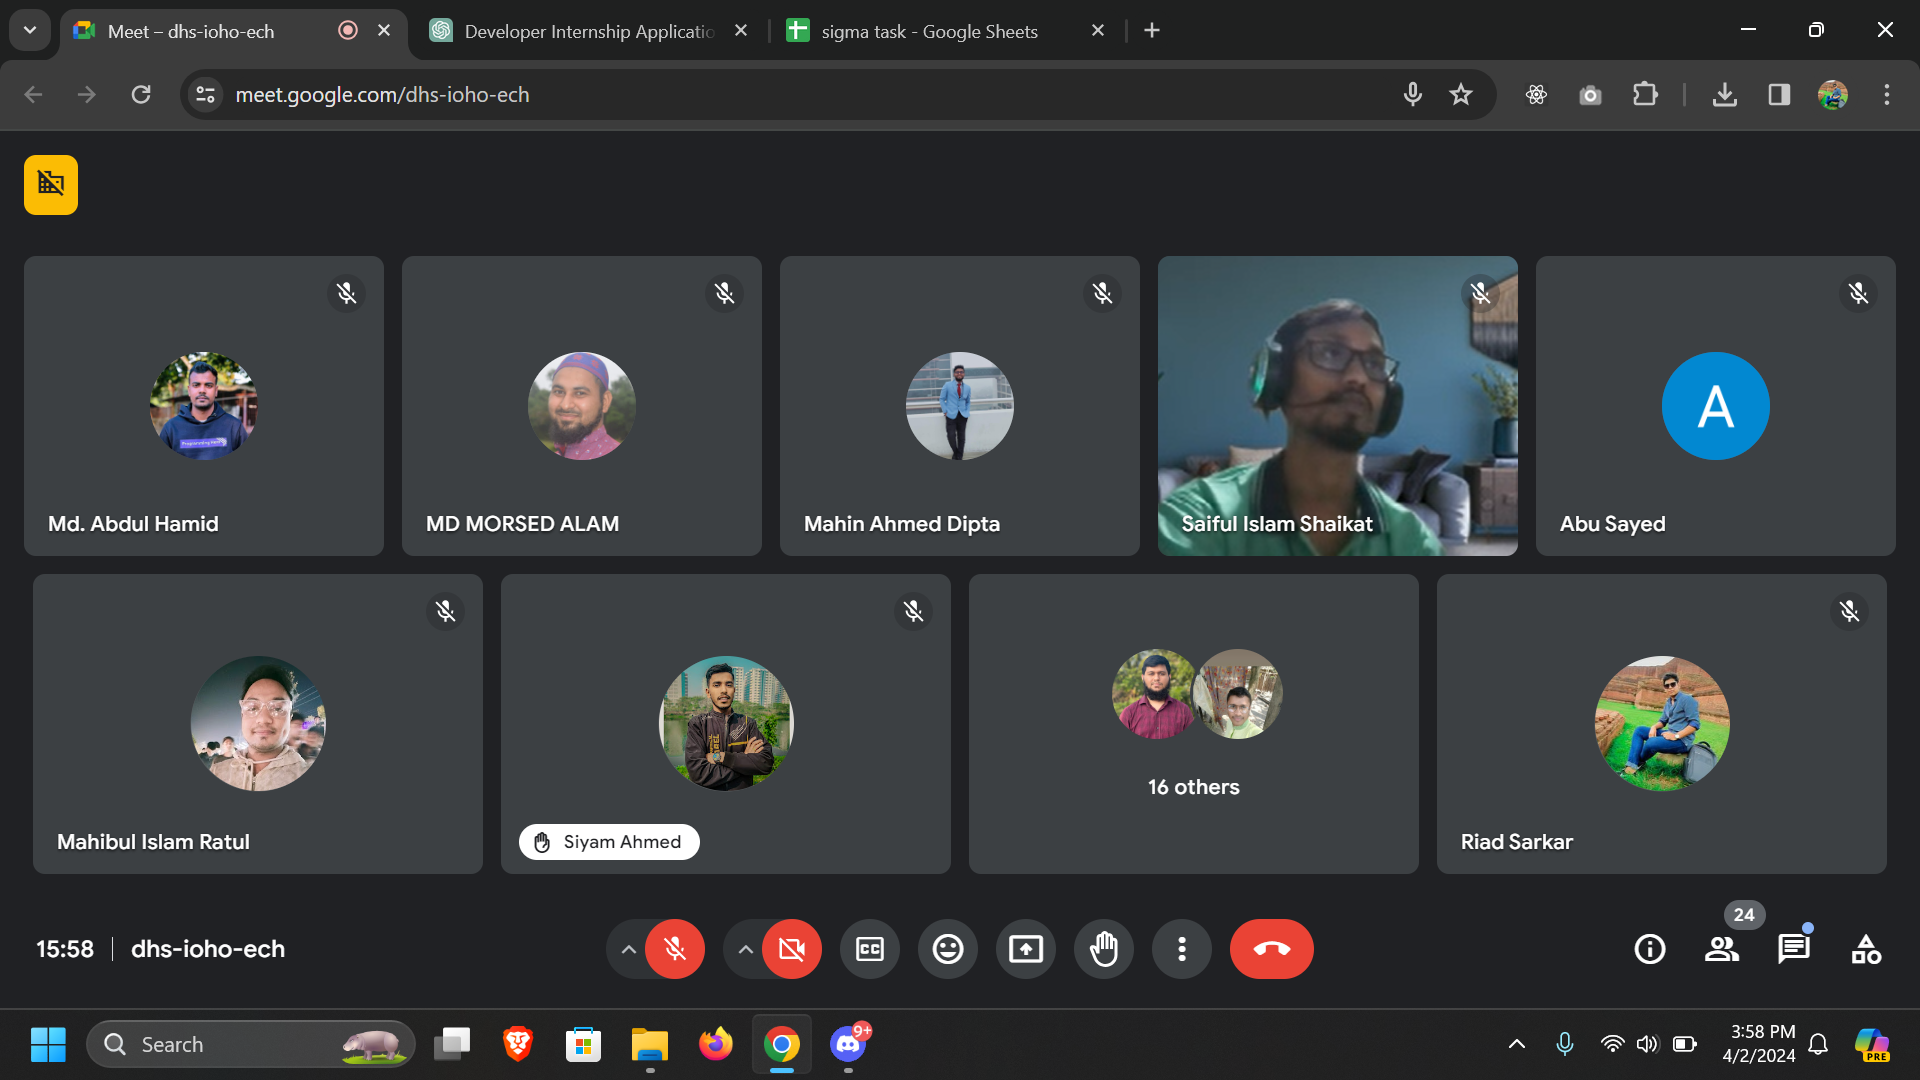 Meet – dhs-ioho-ech
Developer Internship Applicatio
sigma task - Google Sheets
meet.google.com/dhs-ioho-ech
A
Md. Abdul Hamid
MD MORSED ALAM
Mahin Ahmed Dipta
Saiful Islam Shaikat
Abu Sayed
16 others
Mahibul Islam Ratul
Siyam Ahmed
Riad Sarkar
24
15:58
dhs-ioho-ech
CC
Search
9+
3:58 PM
4/2/2024
PRE